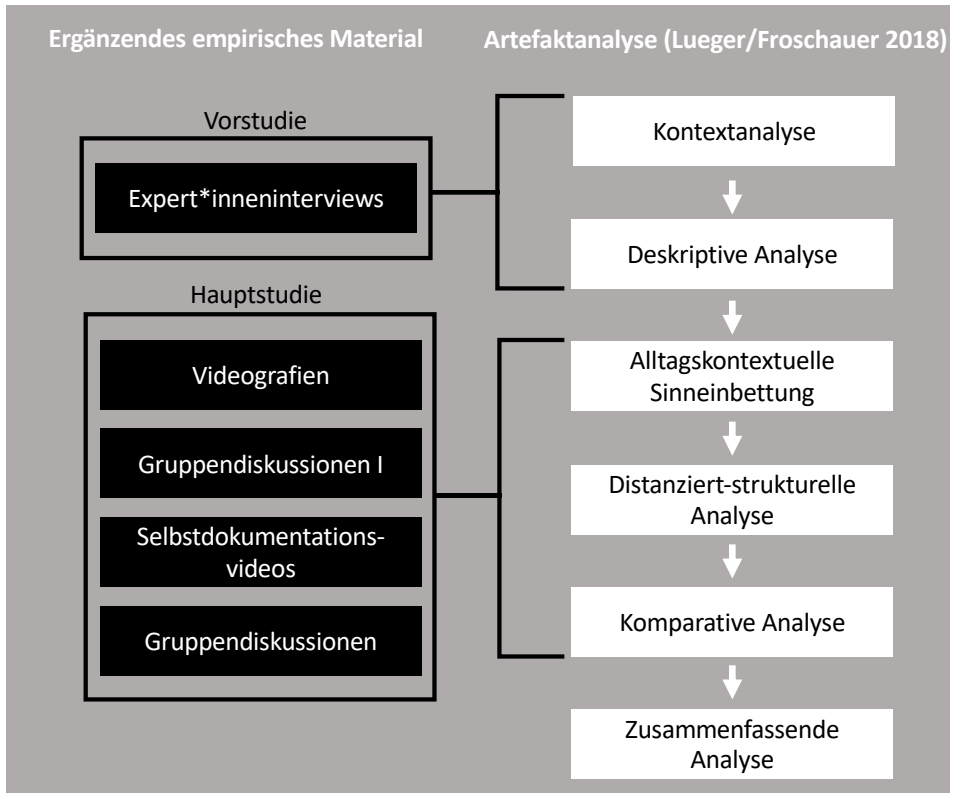 Ergänzendes empirisches Material
Artefaktanalyse (Lueger/Froschauer 2018)
Vorstudie
Expert*inneninterviews
Hauptstudie
Videografien
Gruppendiskussionen I
Selbstdokumentations-
videos
Gruppendiskussionen
Kontextanalyse
Deskriptive Analyse
Alltagskontextuelle
Sinneinbettung
Distanziert-strukturelle
Analyse
Komparative Analyse
Zusammenfassende
Analyse